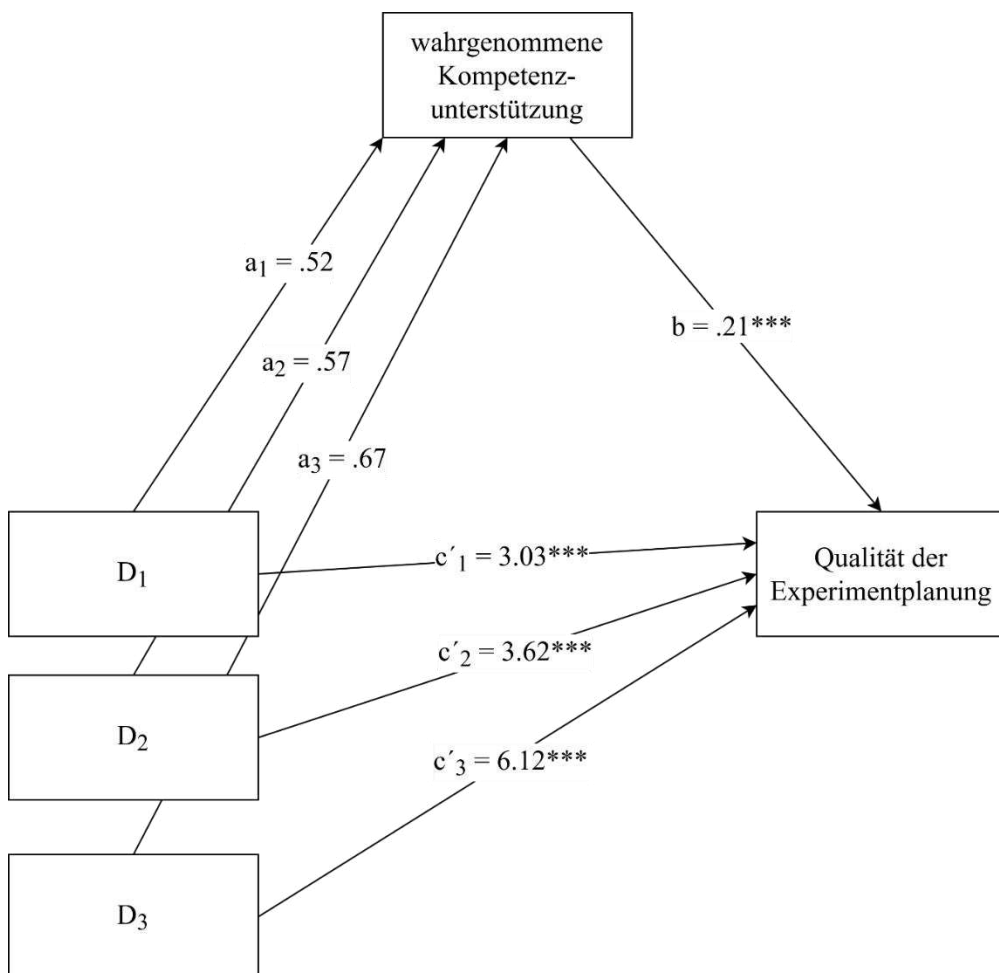 wahrgenommene
Kompetenz-
unterstützung
a₁ = .52
b = .21***
a₂ = .57
a₃ = .67
D₁
c´₁ = 3.03***
Qualität der
Experimentplanung
D₂
c´₂ = 3.62***
c´₃ = 6.12***
D₃